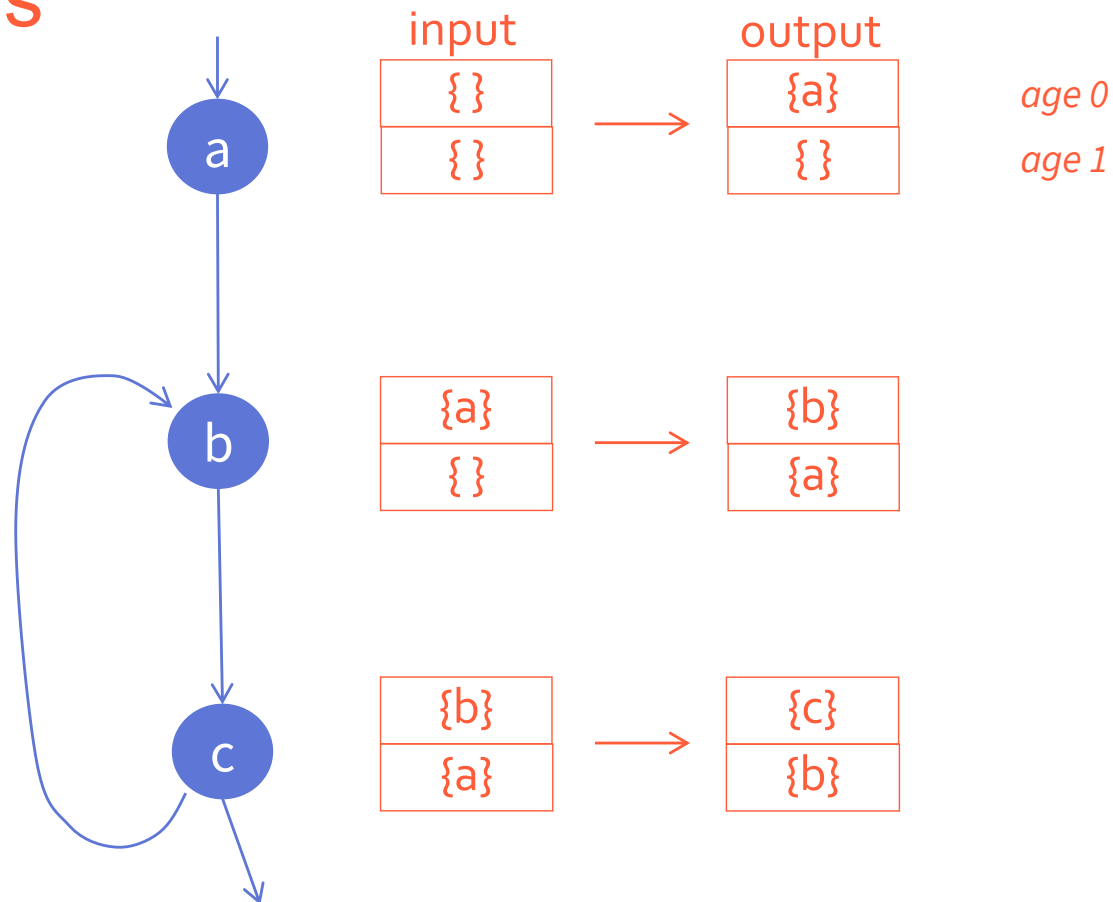 s
input output
{ } {a} age 0
a
{ } { } age 1
{a} {b}
b
{ } {a}
{b} {c}
c
{a} {b}